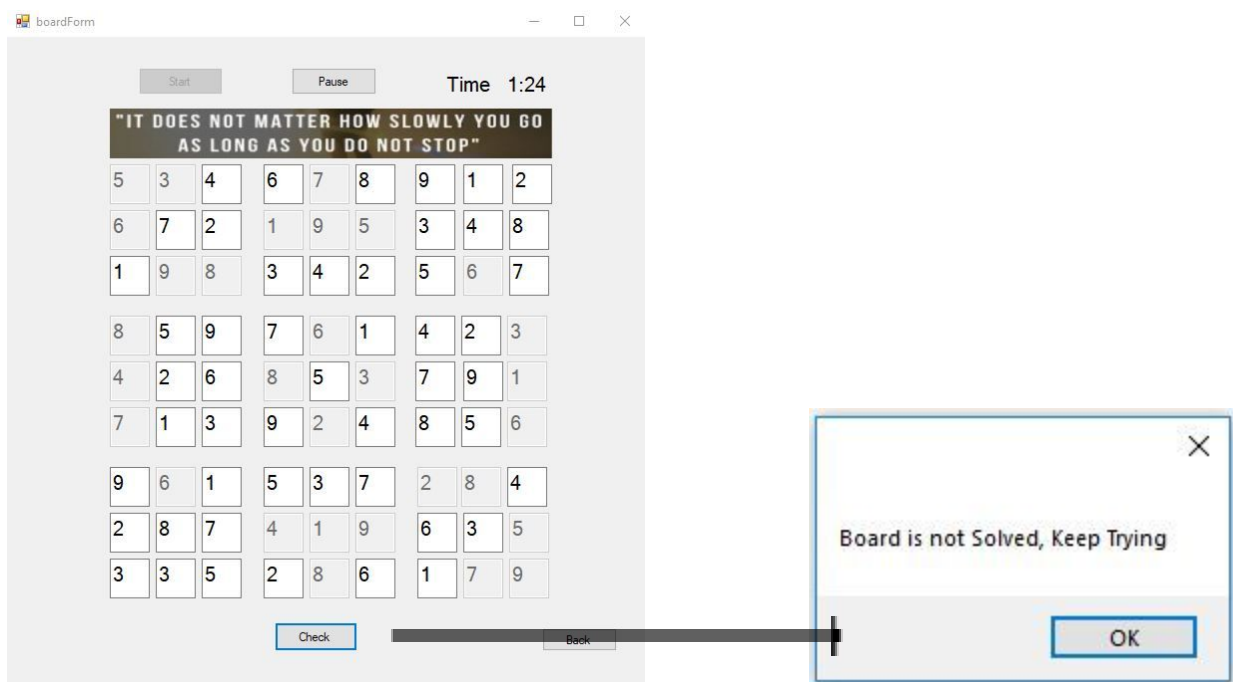 boardForm
Start Pause Time 1:24
"IT DOES NOT MATTER HOW SLOWLY YOU GO
AS LONG AS YOU DO NOT STOP"
5 3 4 6 7 8 9 1 2
6 7 2 1 9 5 3 4 8
1 9 8 3 4 2 5 6 7
8 5 9 7 6 1 4 2 3
4 2 6 8 5 3 7 9 1
7 1 3 9 2 4 8 5 6
9 6 1 5 3 7 2 8 4
2 8 7 4 1 9 6 3 5
3 3 5 2 8 6 1 7 9
Check Back
Board is not Solved, Keep Trying
OK